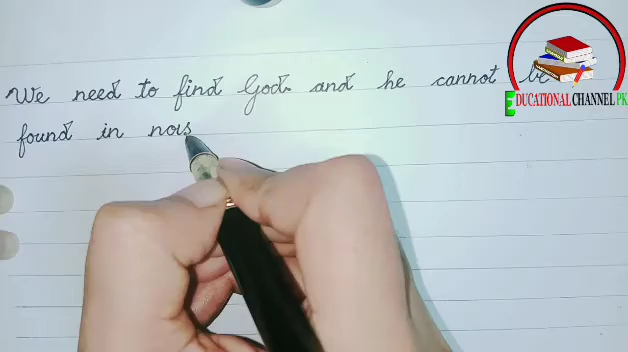 We need to find God. and he cannot be
found in nois
EDUCATIONAL CHANNEL PK